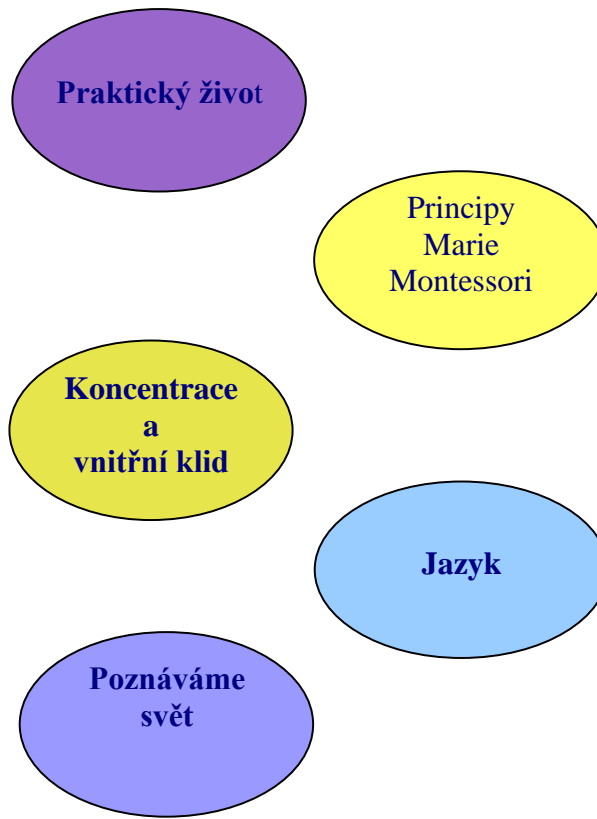 Praktický život
Principy
Marie
Montessori
Koncentrace
a
vnitřní klid
Jazyk
Poznáváme
svět